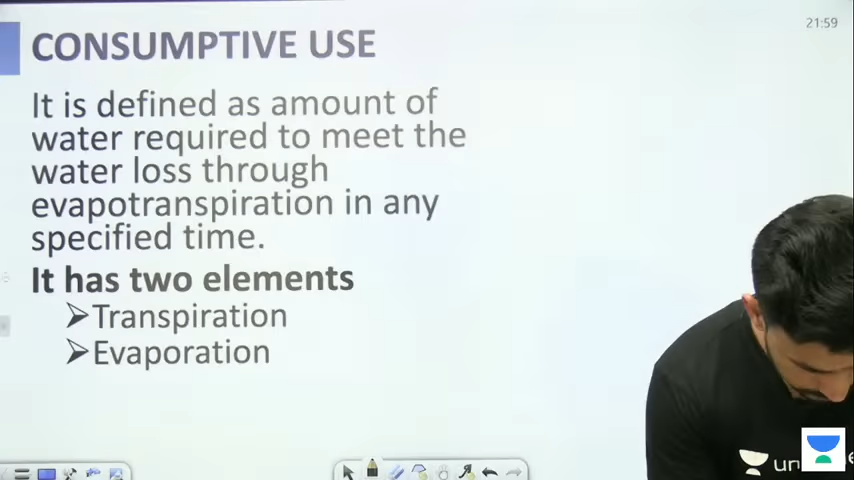 21:59
CONSUMPTIVE USE
It is defined as amount of
water required to meet the
water loss through
evapotranspiration in any
specified time.
It has two elements
➢Transpiration
➢Evaporation